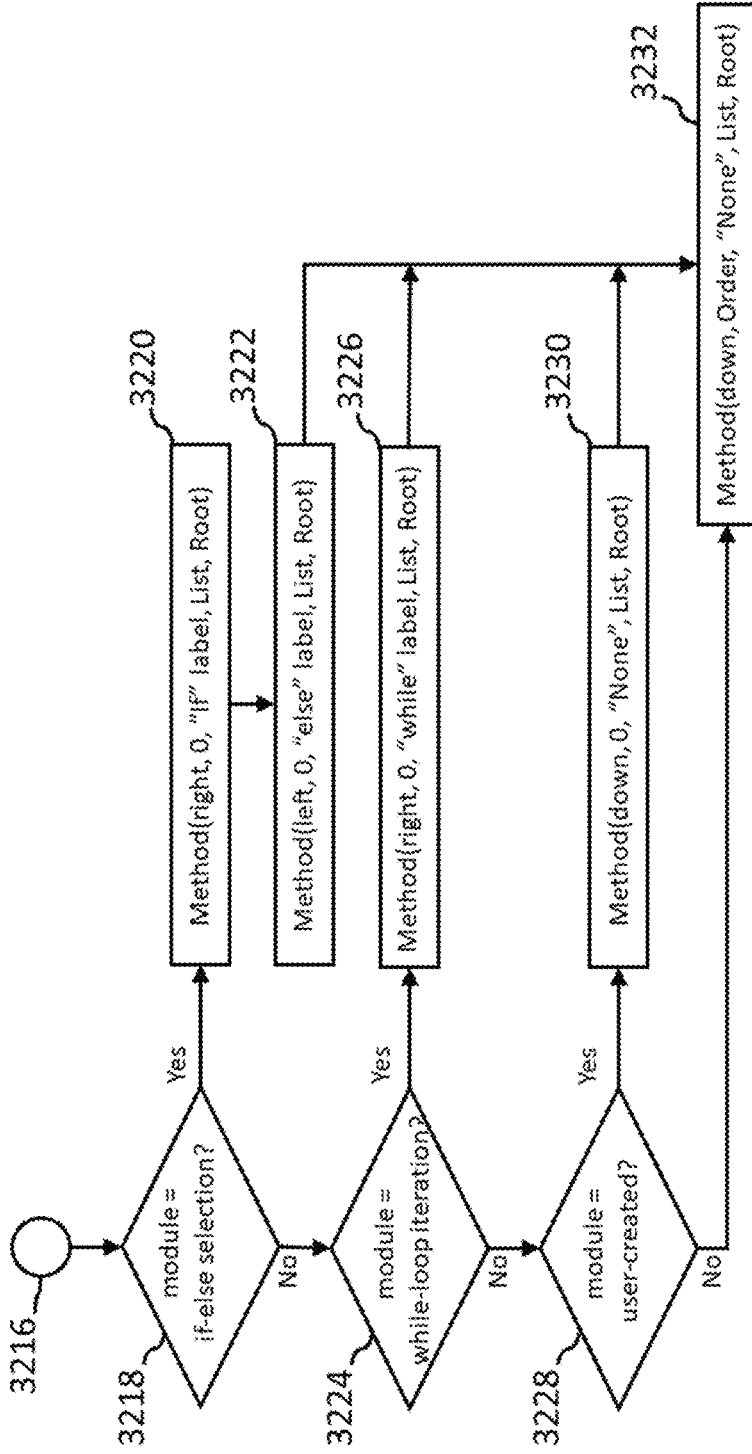 3216
3218
module =
if-else selection?
Yes
No
3220
Method(right, 0, "If" label, List, Root)
3222
Method(left, 0, "else" label, List, Root)
3224
module =
while-loop iteration?
Yes
No
3226
Method(right, 0, "while" label, List, Root)
3228
module =
user-created?
Yes
No
3230
Method(down, 0, "None", List, Root)
3232
Method(down, Order, "None", List, Root)